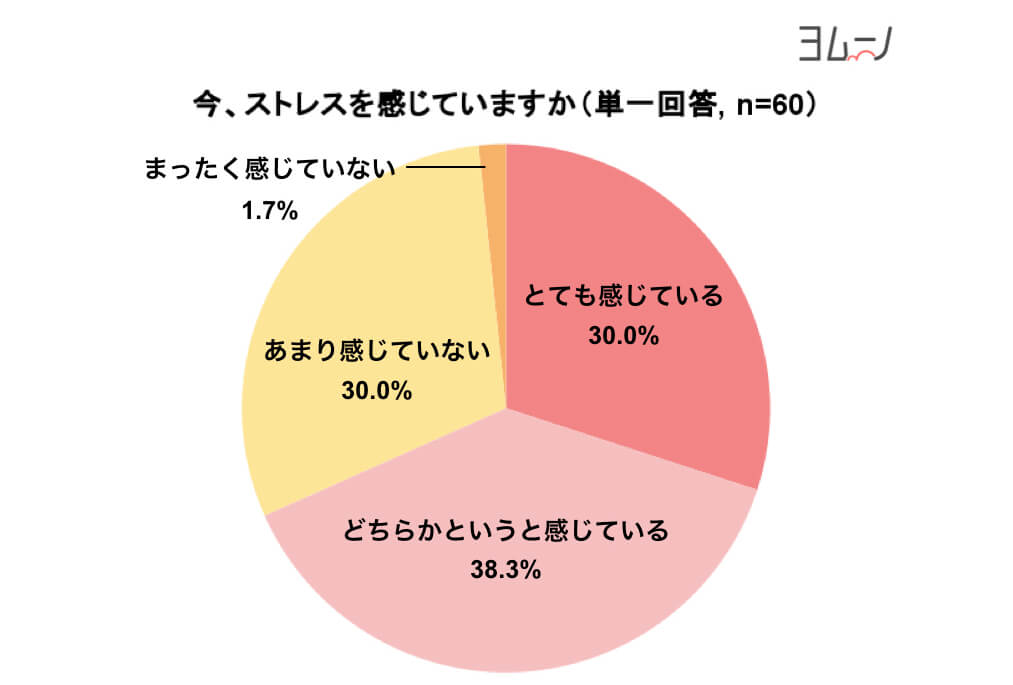 ヨムーノ
今、ストレスを感じていますか（単一回答, n=60）
まったく感じていない
1.7%
とても感じている
30.0%
あまり感じていない
30.0%
どちらかというと感じている
38.3%